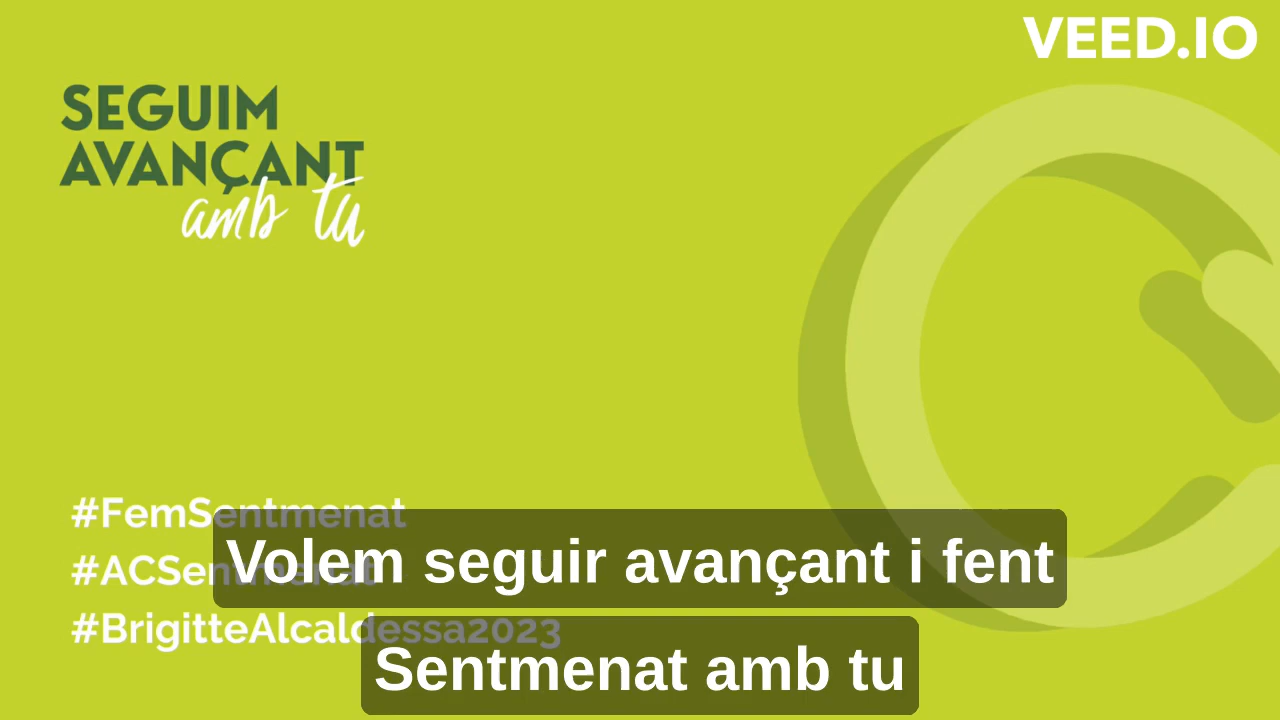 VEED.IO
SEGUIM
AVANÇANT
amb tu
#FemSentmenat
#ACSentmenat
#BrigitteAlcaldessa2023
Volem seguir avançant i fent
Sentmenat amb tu